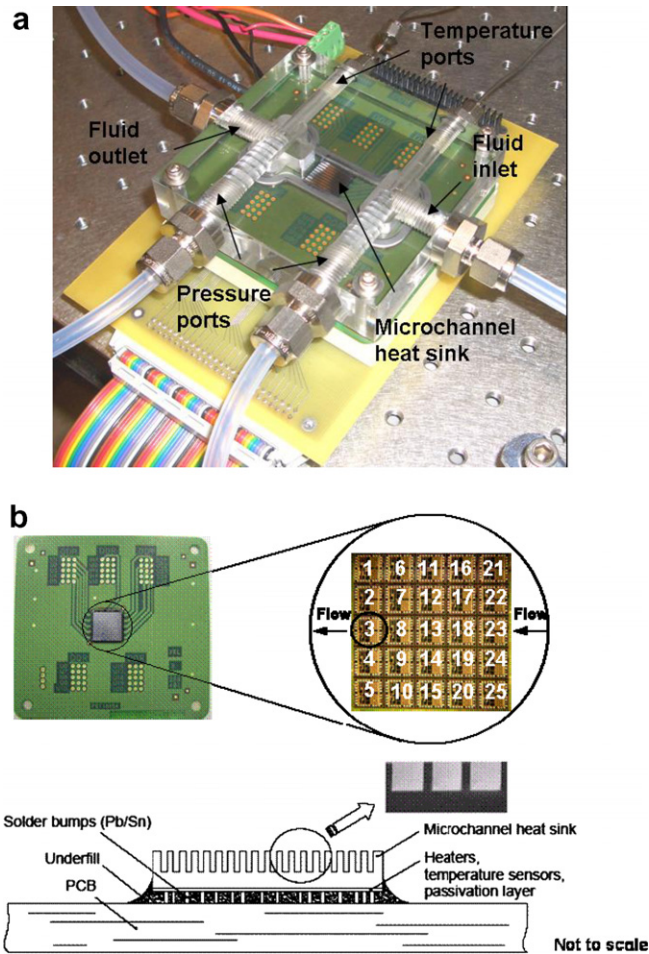 a
Temperature
ports
Fluid
outlet
Fluid
inlet
Pressure
ports
Microchannel
heat sink
b
1 6 11 16 21
2 7 12 17 22
Flow
Flow
3 8 13 18 23
4 9 14 19 24
5 10 15 20 25
Solder bumps (Pb/Sn)
Microchannel heat sink
Underfill
Heaters,
temperature sensors,
passivation layer
PCB
Not to scale